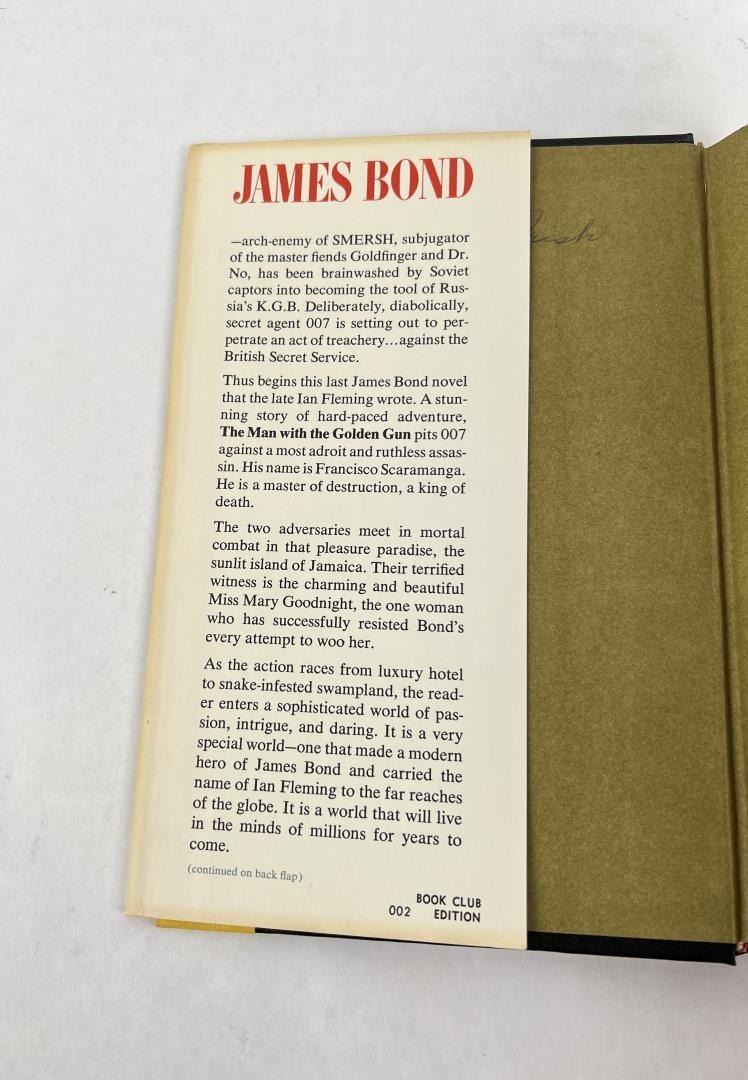 JAMES BOND
—arch-enemy of SMERSH, subjugator
of the master fiends Goldfinger and Dr.
No, has been brainwashed by Soviet
captors into becoming the tool of Rus-
sia's K.G.B. Deliberately, diabolically,
secret agent 007 is setting out to per-
petrate an act of treachery...against the
British Secret Service.
Thus begins this last James Bond novel
that the late Ian Fleming wrote. A stun-
ning story of hard-paced adventure,
The Man with the Golden Gun pits 007
against a most adroit and ruthless assas-
sin. His name is Francisco Scaramanga.
He is a master of destruction, a king of
death.
The two adversaries meet in mortal
combat in that pleasure paradise, the
sunlit island of Jamaica. Their terrified
witness is the charming and beautiful
Miss Mary Goodnight, the one woman
who has successfully resisted Bond's
every attempt to woo her.
As the action races from luxury hotel
to snake-infested swampland, the read-
er enters a sophisticated world of pas-
sion, intrigue, and daring. It is a very
special world—one that made a modern
hero of James Bond and carried the
name of Ian Fleming to the far reaches
of the globe. It is a world that will live
in the minds of millions for years to
come.
(continued on back flap)
BOOK CLUB
002 EDITION